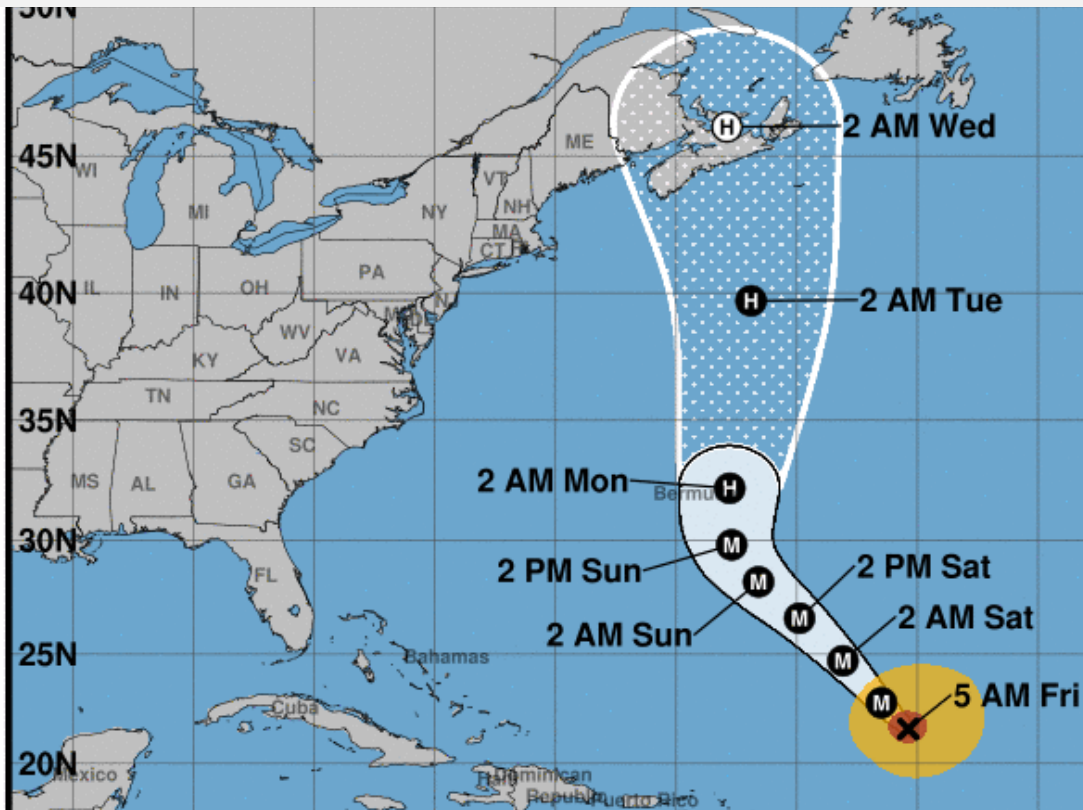 50N
45N
40N
35N
30N
25N
20N
WI
MI
IL
IN
OH
KY
TN
MS
AL
GA
FL
SC
NC
VA
WV
PA
NY
VT
NH
MA
CT
ME
Bermu
Bahamas
Cuba
Mexico
Dominican
Puerto Rico
H
2 AM Wed
H
2 AM Tue
2 AM Mon
H
2 PM Sun
M
2 AM Sun
M
M
2 PM Sat
M
2 AM Sat
M
5 AM Fri